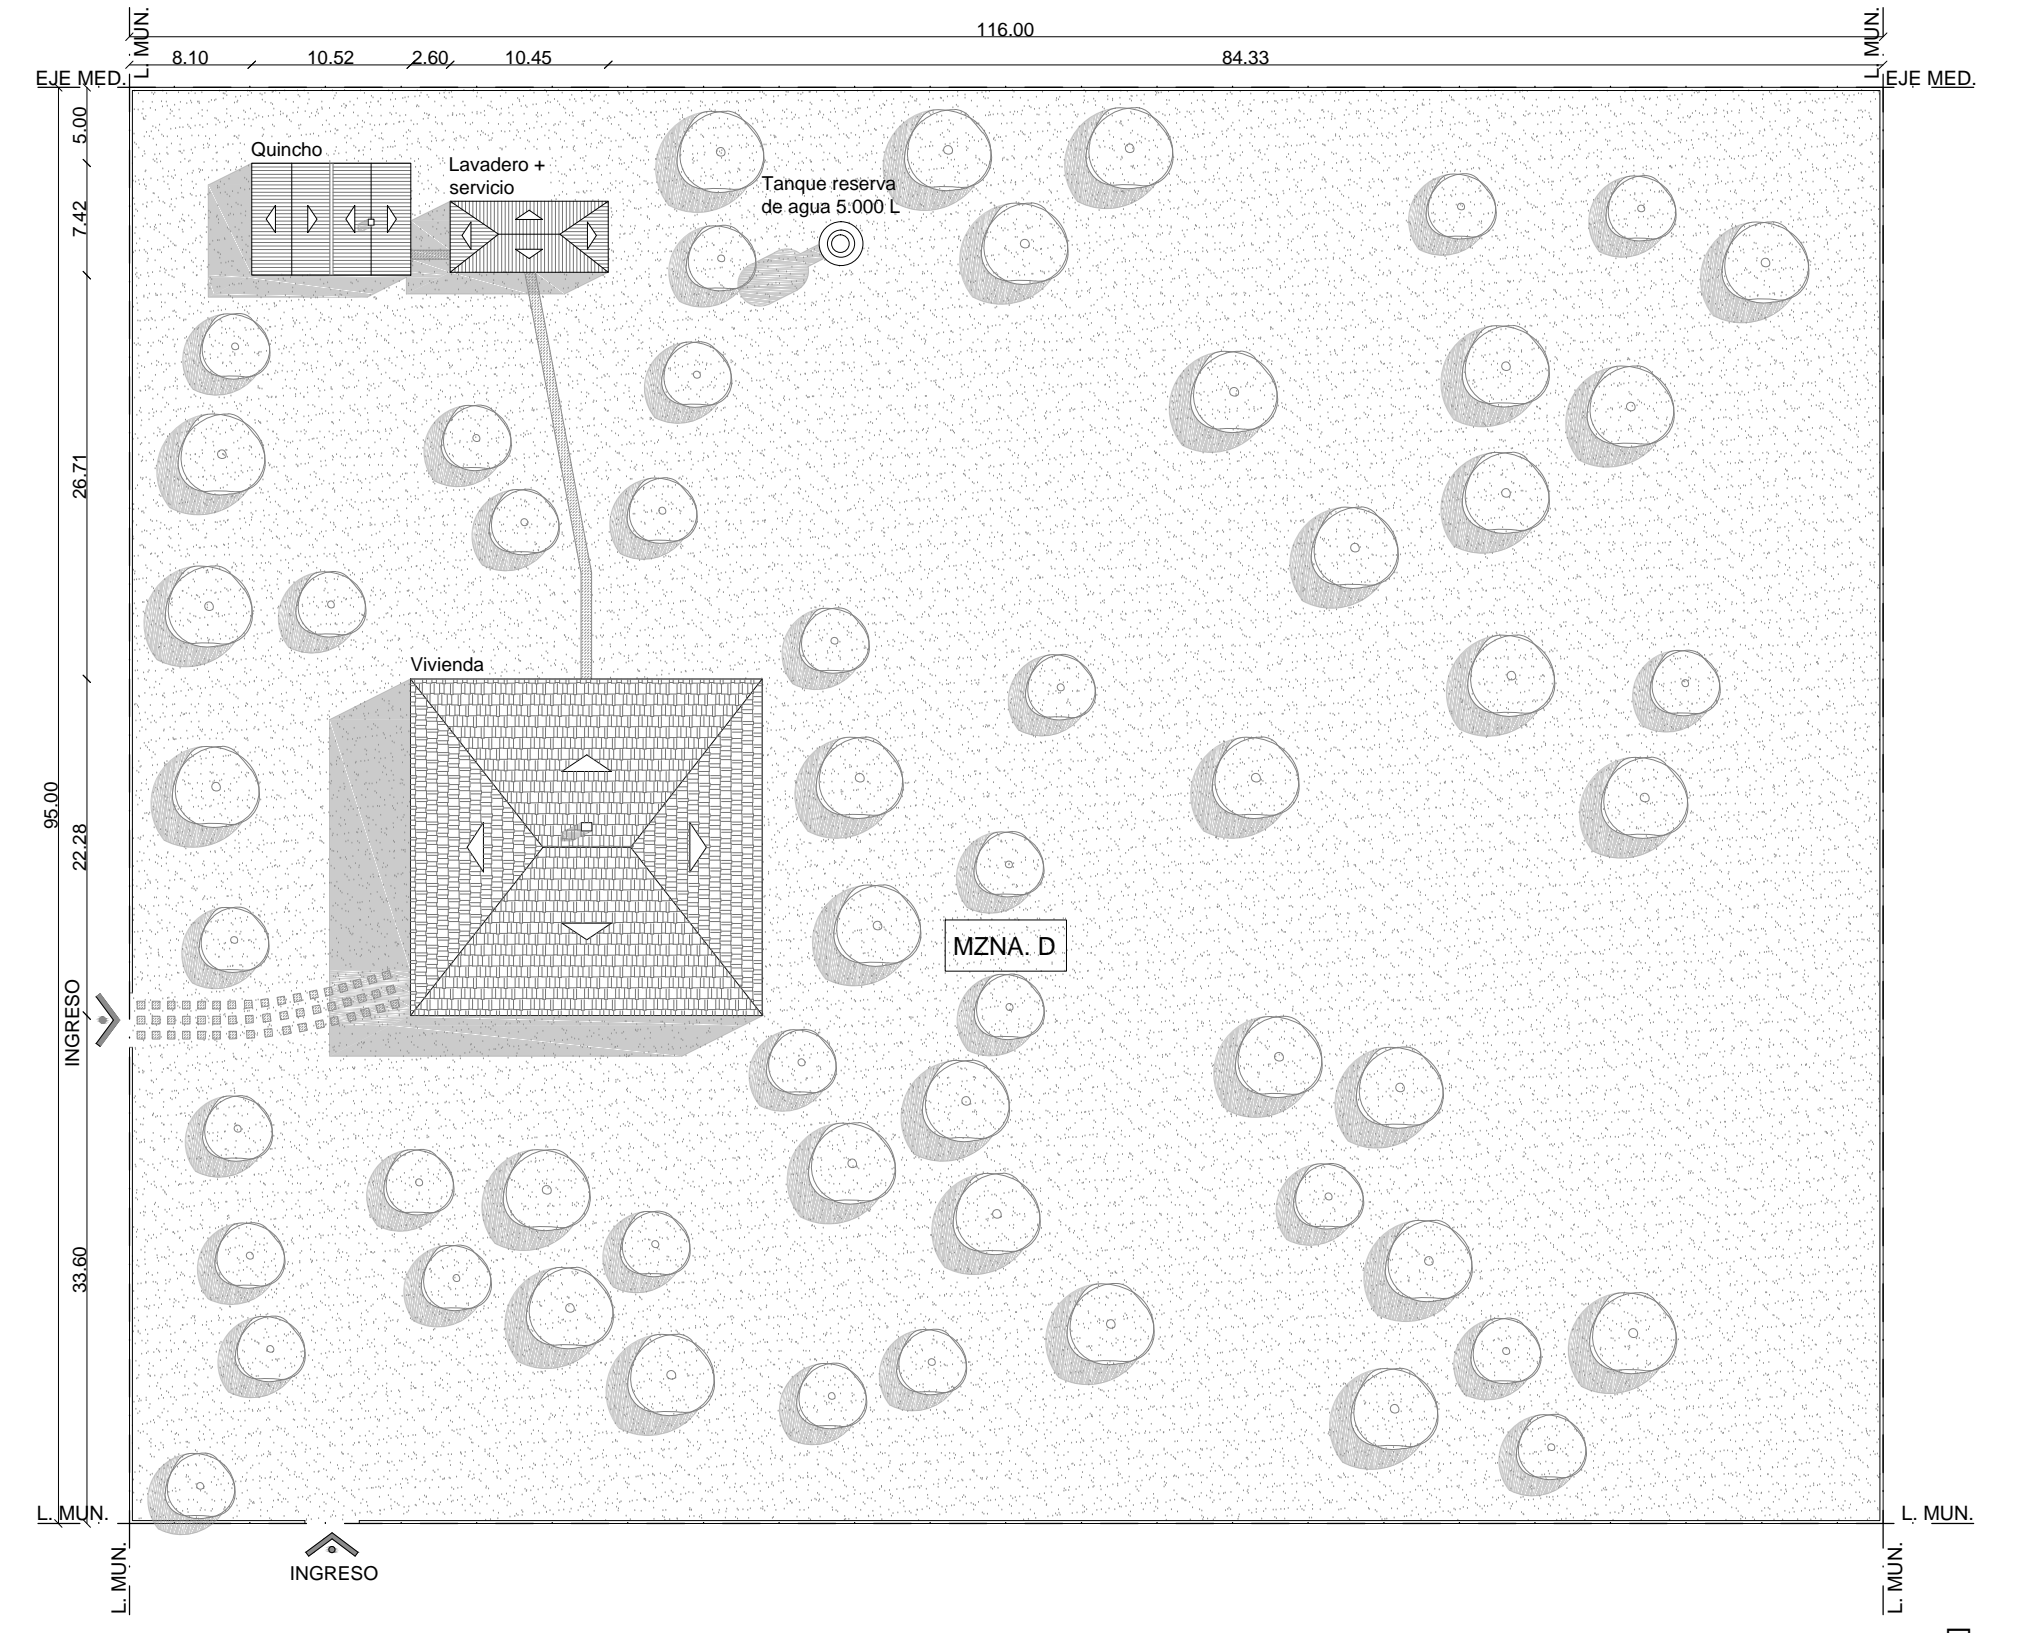 L. MUN.
116.00
L. MUN.
8.10
10.52
2.60
10.45
84.33
EJE MED.
EJE MED.
5.00
Quincho
Lavadero +
servicio
Tanque reserva
de agua 5.000 L
7.42
26.71
Vivienda
95.00
22.28
MZNA. D
INGRESO
33.60
L. MUN.
L. MUN.
L. MUN.
INGRESO
L. MUN.